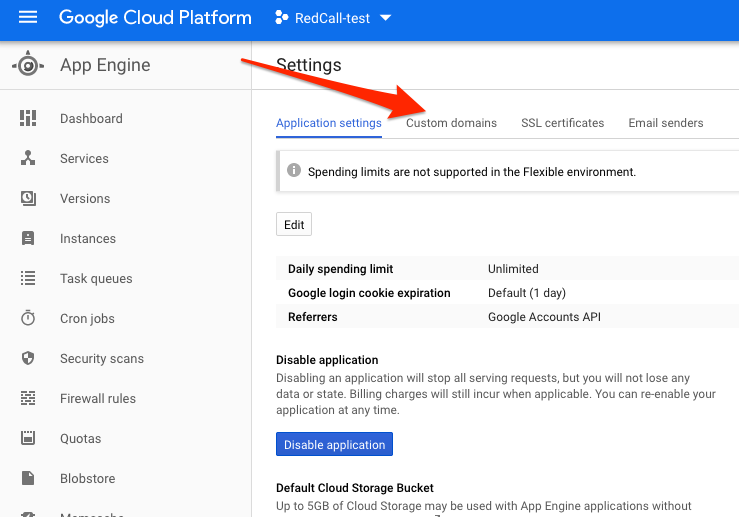 Google Cloud Platform
RedCall-test
App Engine
Settings
Application settings
Custom domains
SSL certificates
Email senders
Dashboard
Services
Versions
Instances
Task queues
Cron jobs
Security scans
Firewall rules
Quotas
Blobstore
Spending limits are not supported in the Flexible environment.
Edit
Daily spending limit Unlimited
Google login cookie expiration Default (1 day)
Referrers Google Accounts API
Disable application
Disabling an application will stop all serving requests, but you will not lose any
data or state. Billing charges will still incur when applicable. You can re-enable your
application at any time.
Disable application
Default Cloud Storage Bucket
Up to 5GB of Cloud Storage may be used with App Engine applications without